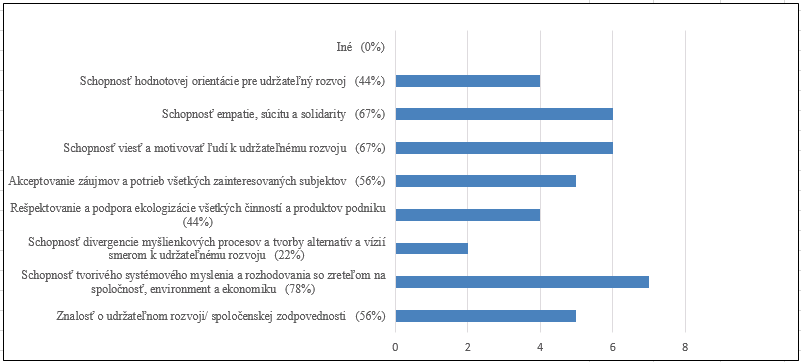 Iné (0%)
Schopnosť hodnotovej orientácie pre udržateľný rozvoj (44%)
Schopnosť empatie, súcitu a solidarity (67%)
Schopnosť viesť a motivovať ľudí k udržateľnému rozvoju (67%)
Akceptovanie záujmov a potrieb všetkých zainteresovaných subjektov (56%)
Rešpektovanie a podpora ekologizácie všetkých činností a produktov podniku
(44%)
Schopnosť divergencie myšlienkových procesov a tvorby alternatív a vízií
smerom k udržateľnému rozvoju (22%)
Schopnosť tvorivého systémového myslenia a rozhodovania so zreteľom na
spoločnosť, environment a ekonomiku (78%)
Znalosť o udržateľnom rozvoji/ spoločenskej zodpovednosti (56%)
0 2 4 6 8